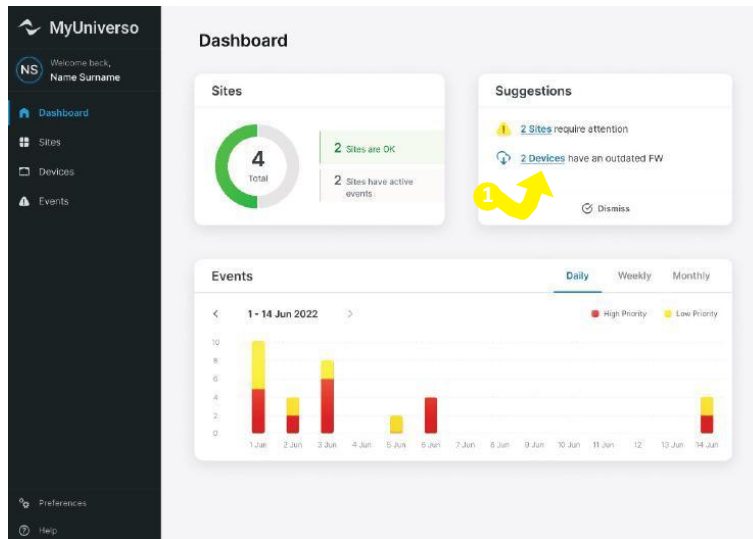 MyUniverso
NS
Welcome back,
Name Surname
Dashboard
Sites
Devices
Events
Preferences
Help
Dashboard
Sites
4
Total
2 Sites are OK
2 Sites have active
events
Suggestions
2 Sites require attention
2 Devices have an outdated FW
1
Dismiss
Events
Daily Weekly Monthly
< 1 - 14 Jun 2022 >
High Priority Low Priority
10
8
6
4
2
0
1 Jun 2 Jun 3 Jun 4 Jun 5 Jun 6 Jun 7 Jun 8 Jun 9 Jun 10 Jun 11 Jun 12 13 Jun 14 Jun